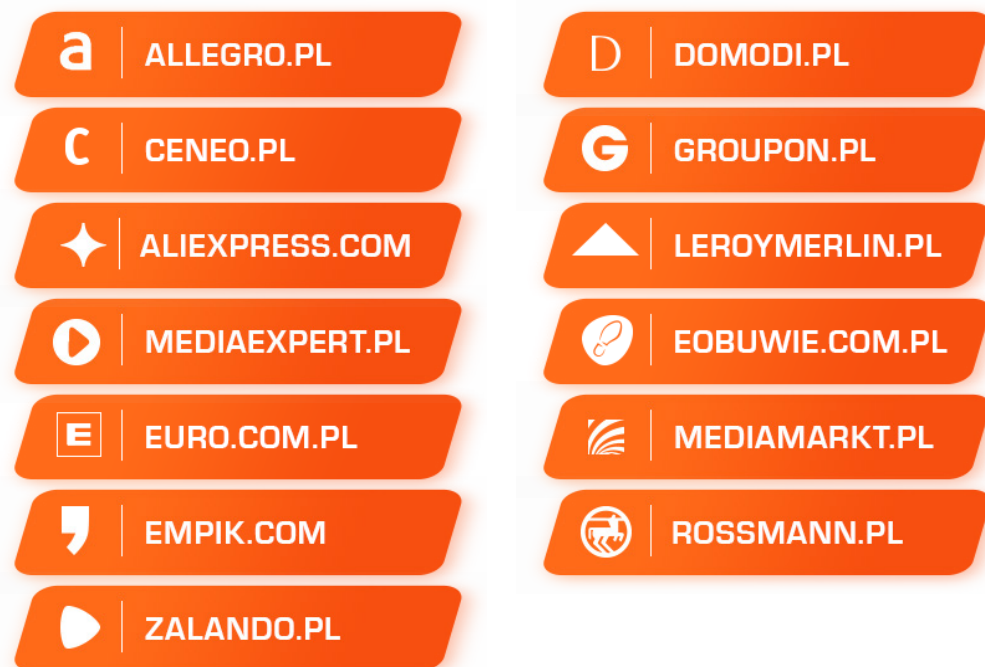 a ALLEGRO.PL
C CENEO.PL
ALIEXPRESS.COM
MEDIAEXPERT.PL
E EURO.COM.PL
EMPIK.COM
ZALANDO.PL
D DOMODI.PL
G GROUPON.PL
LEROYMERLIN.PL
EOBUWIE.COM.PL
MEDIAMARKT.PL
ROSSMANN.PL